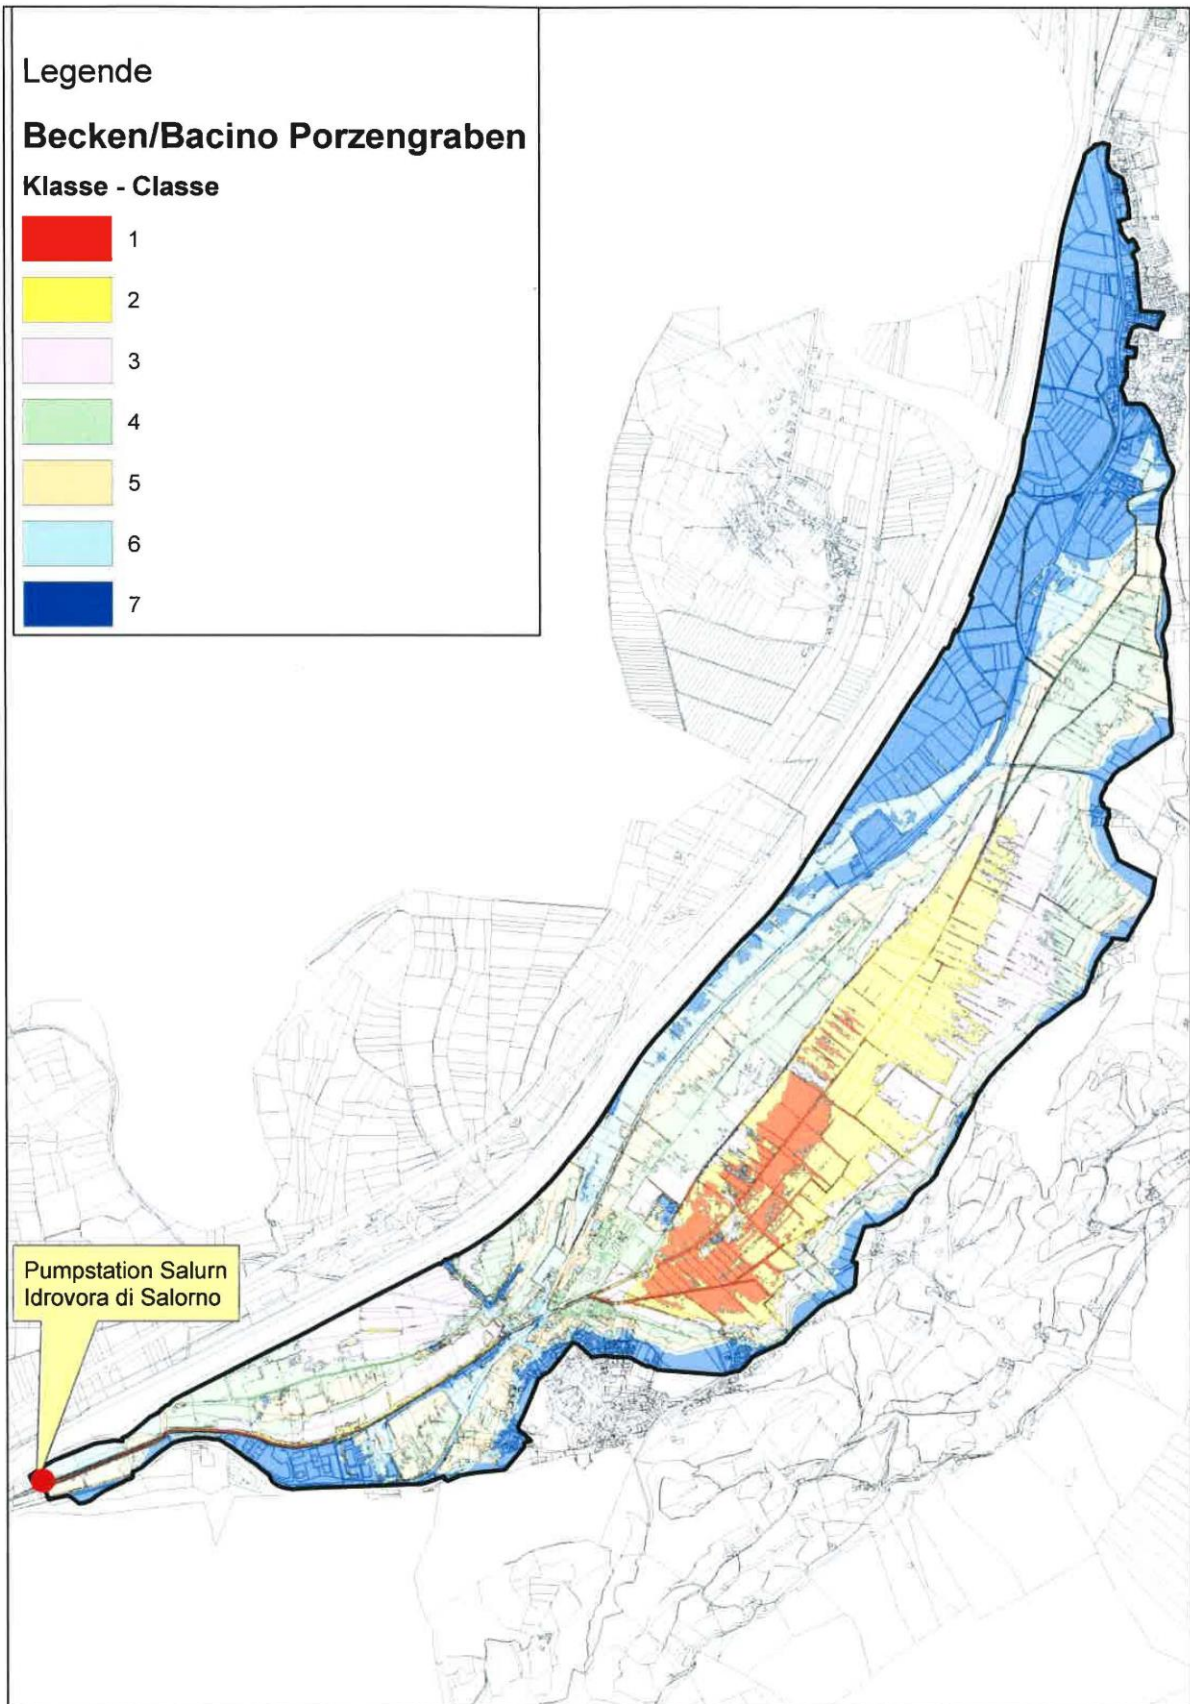 Legende
Becken/Bacino Porzengraben
Klasse - Classe
1
2
3
4
5
6
7
Pumpstation Salurn
Idrovora di Salorno